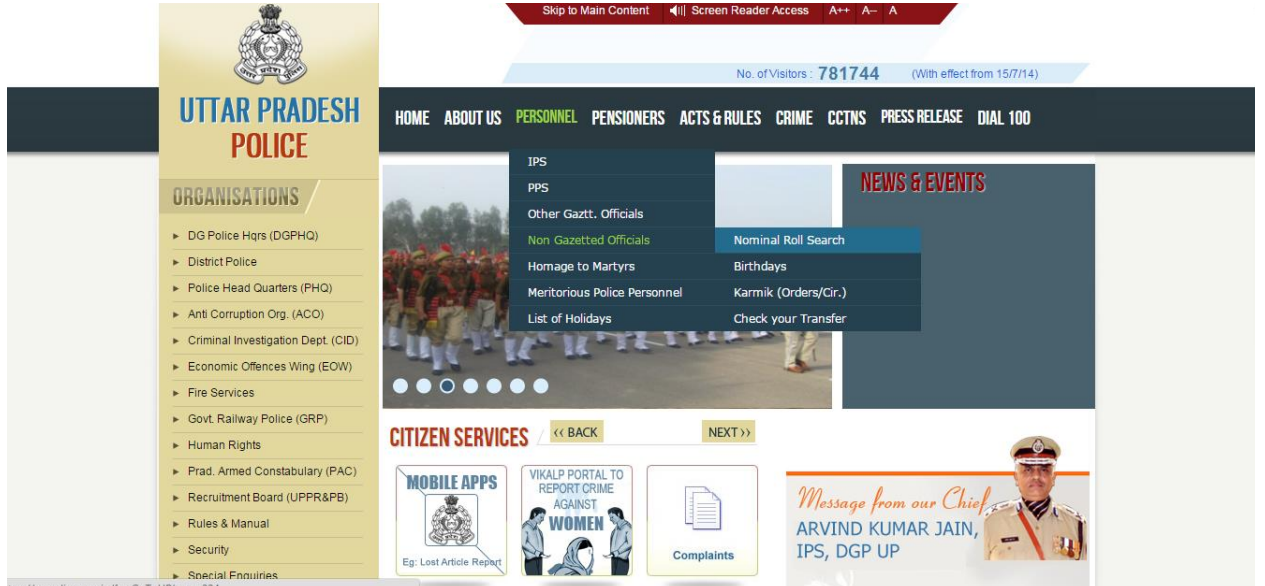 Skip to Main Content Screen Reader Access A++ A-- A
No. of Visitors : 781744 (With effect from 15/7/14)
उत्तर प्रदेश पुलिस
UTTAR PRADESH
POLICE
HOME ABOUT US PERSONNEL PENSIONERS ACTS & RULES CRIME CCTNS PRESS RELEASE DIAL 100
IPS
PPS
Other Gaztt. Officials
Non Gazetted Officials
Homage to Martyrs
Meritorious Police Personnel
List of Holidays
Nominal Roll Search
Birthdays
Karmik (Orders/Cir.)
Check your Transfer
ORGANISATIONS
DG Police Hqrs (DGPHQ)
District Police
Police Head Quarters (PHQ)
Anti Corruption Org. (ACO)
Criminal Investigation Dept. (CID)
Economic Offences Wing (EOW)
Fire Services
Govt. Railway Police (GRP)
Human Rights
Prad. Armed Constabulary (PAC)
Recruitment Board (UPPR&PB)
Rules & Manual
Security
Special Enquiries
NEWS & EVENTS
CITIZEN SERVICES
‹‹ BACK
NEXT ››
MOBILE APPS
Eg: Lost Article Report
VIKALP PORTAL TO
REPORT CRIME
AGAINST
WOMEN
Complaints
Message from our Chief
ARVIND KUMAR JAIN,
IPS, DGP UP